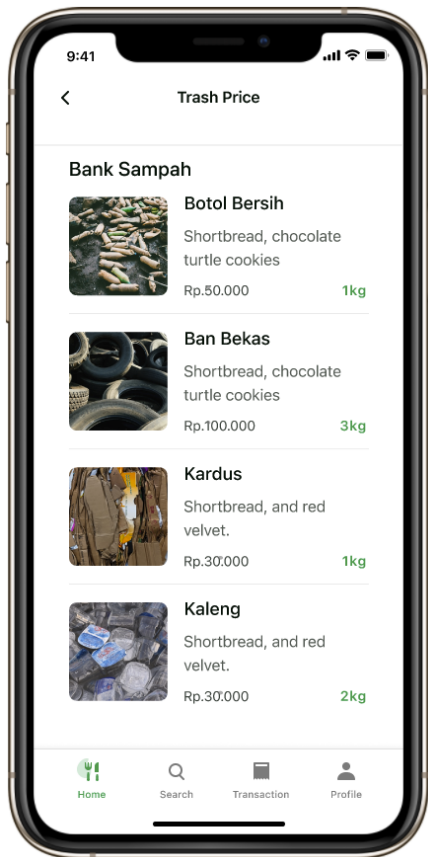 9:41
Trash Price
Bank Sampah
Botol Bersih
Shortbread, chocolate
turtle cookies
Rp.50.000
1kg
Ban Bekas
Shortbread, chocolate
turtle cookies
Rp.100.000
3kg
Kardus
Shortbread, and red
velvet.
Rp.30.000
1kg
Kaleng
Shortbread, and red
velvet.
Rp.30.000
2kg
Home
Search
Transaction
Profile